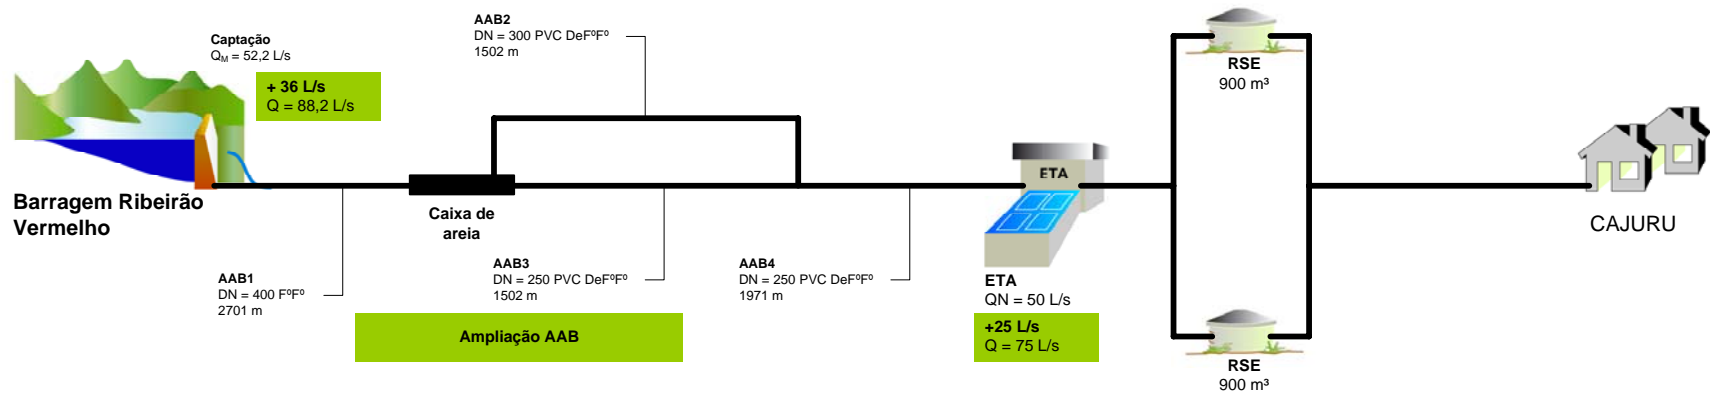 AAB2
DN = 300 PVC DeFºFº
1502 m
Captação
QM = 52,2 L/s
+ 36 L/s
Q = 88,2 L/s
RSE
900 m³
ETA
Barragem Ribeirão
Vermelho
Caixa de
areia
CAJURU
AAB1
DN = 400 FºFº
2701 m
AAB3
DN = 250 PVC DeFºFº
1502 m
AAB4
DN = 250 PVC DeFºFº
1971 m
ETA
QN = 50 L/s
+25 L/s
Q = 75 L/s
Ampliação AAB
RSE
900 m³